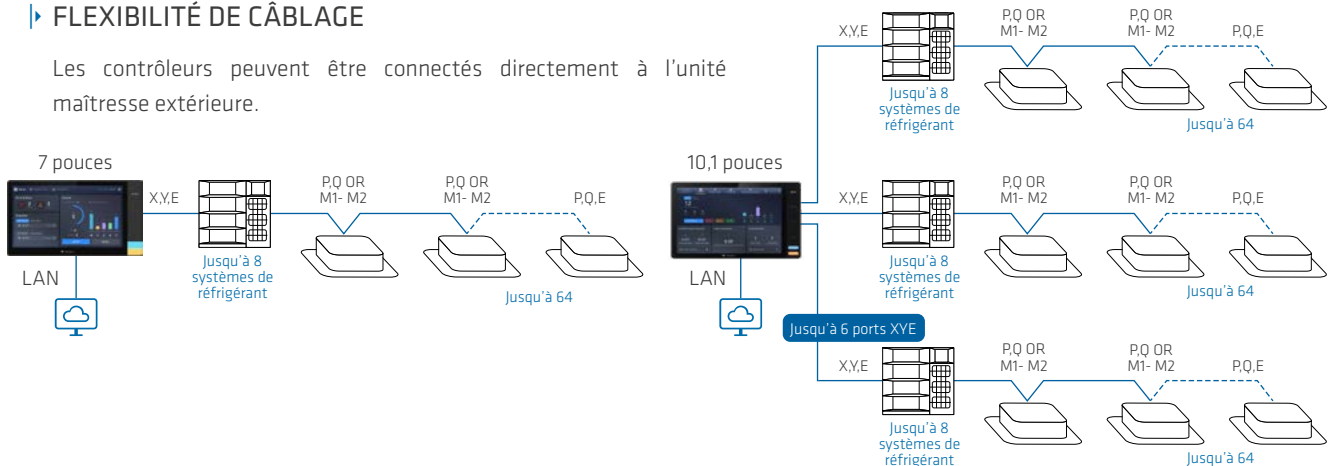 FLEXIBILITÉ DE CÂBLAGE
Les contrôleurs peuvent être connectés directement à l'unité
maîtresse extérieure.
7 pouces
LAN
X,Y,E
Jusqu'à 8
systèmes de
réfrigérant
P,Q OR
M1- M2
P,Q OR
M1- M2
P,Q,E
Jusqu'à 64
10,1 pouces
LAN
Jusqu'à 6 ports XYE
X,Y,E
Jusqu'à 8
systèmes de
réfrigérant
P,Q OR
M1- M2
P,Q OR
M1- M2
P,Q,E
Jusqu'à 64
X,Y,E
Jusqu'à 8
systèmes de
réfrigérant
P,Q OR
M1- M2
P,Q OR
M1- M2
P,Q,E
Jusqu'à 64
X,Y,E
Jusqu'à 8
systèmes de
réfrigérant
P,Q OR
M1- M2
P,Q OR
M1- M2
P,Q,E
Jusqu'à 64